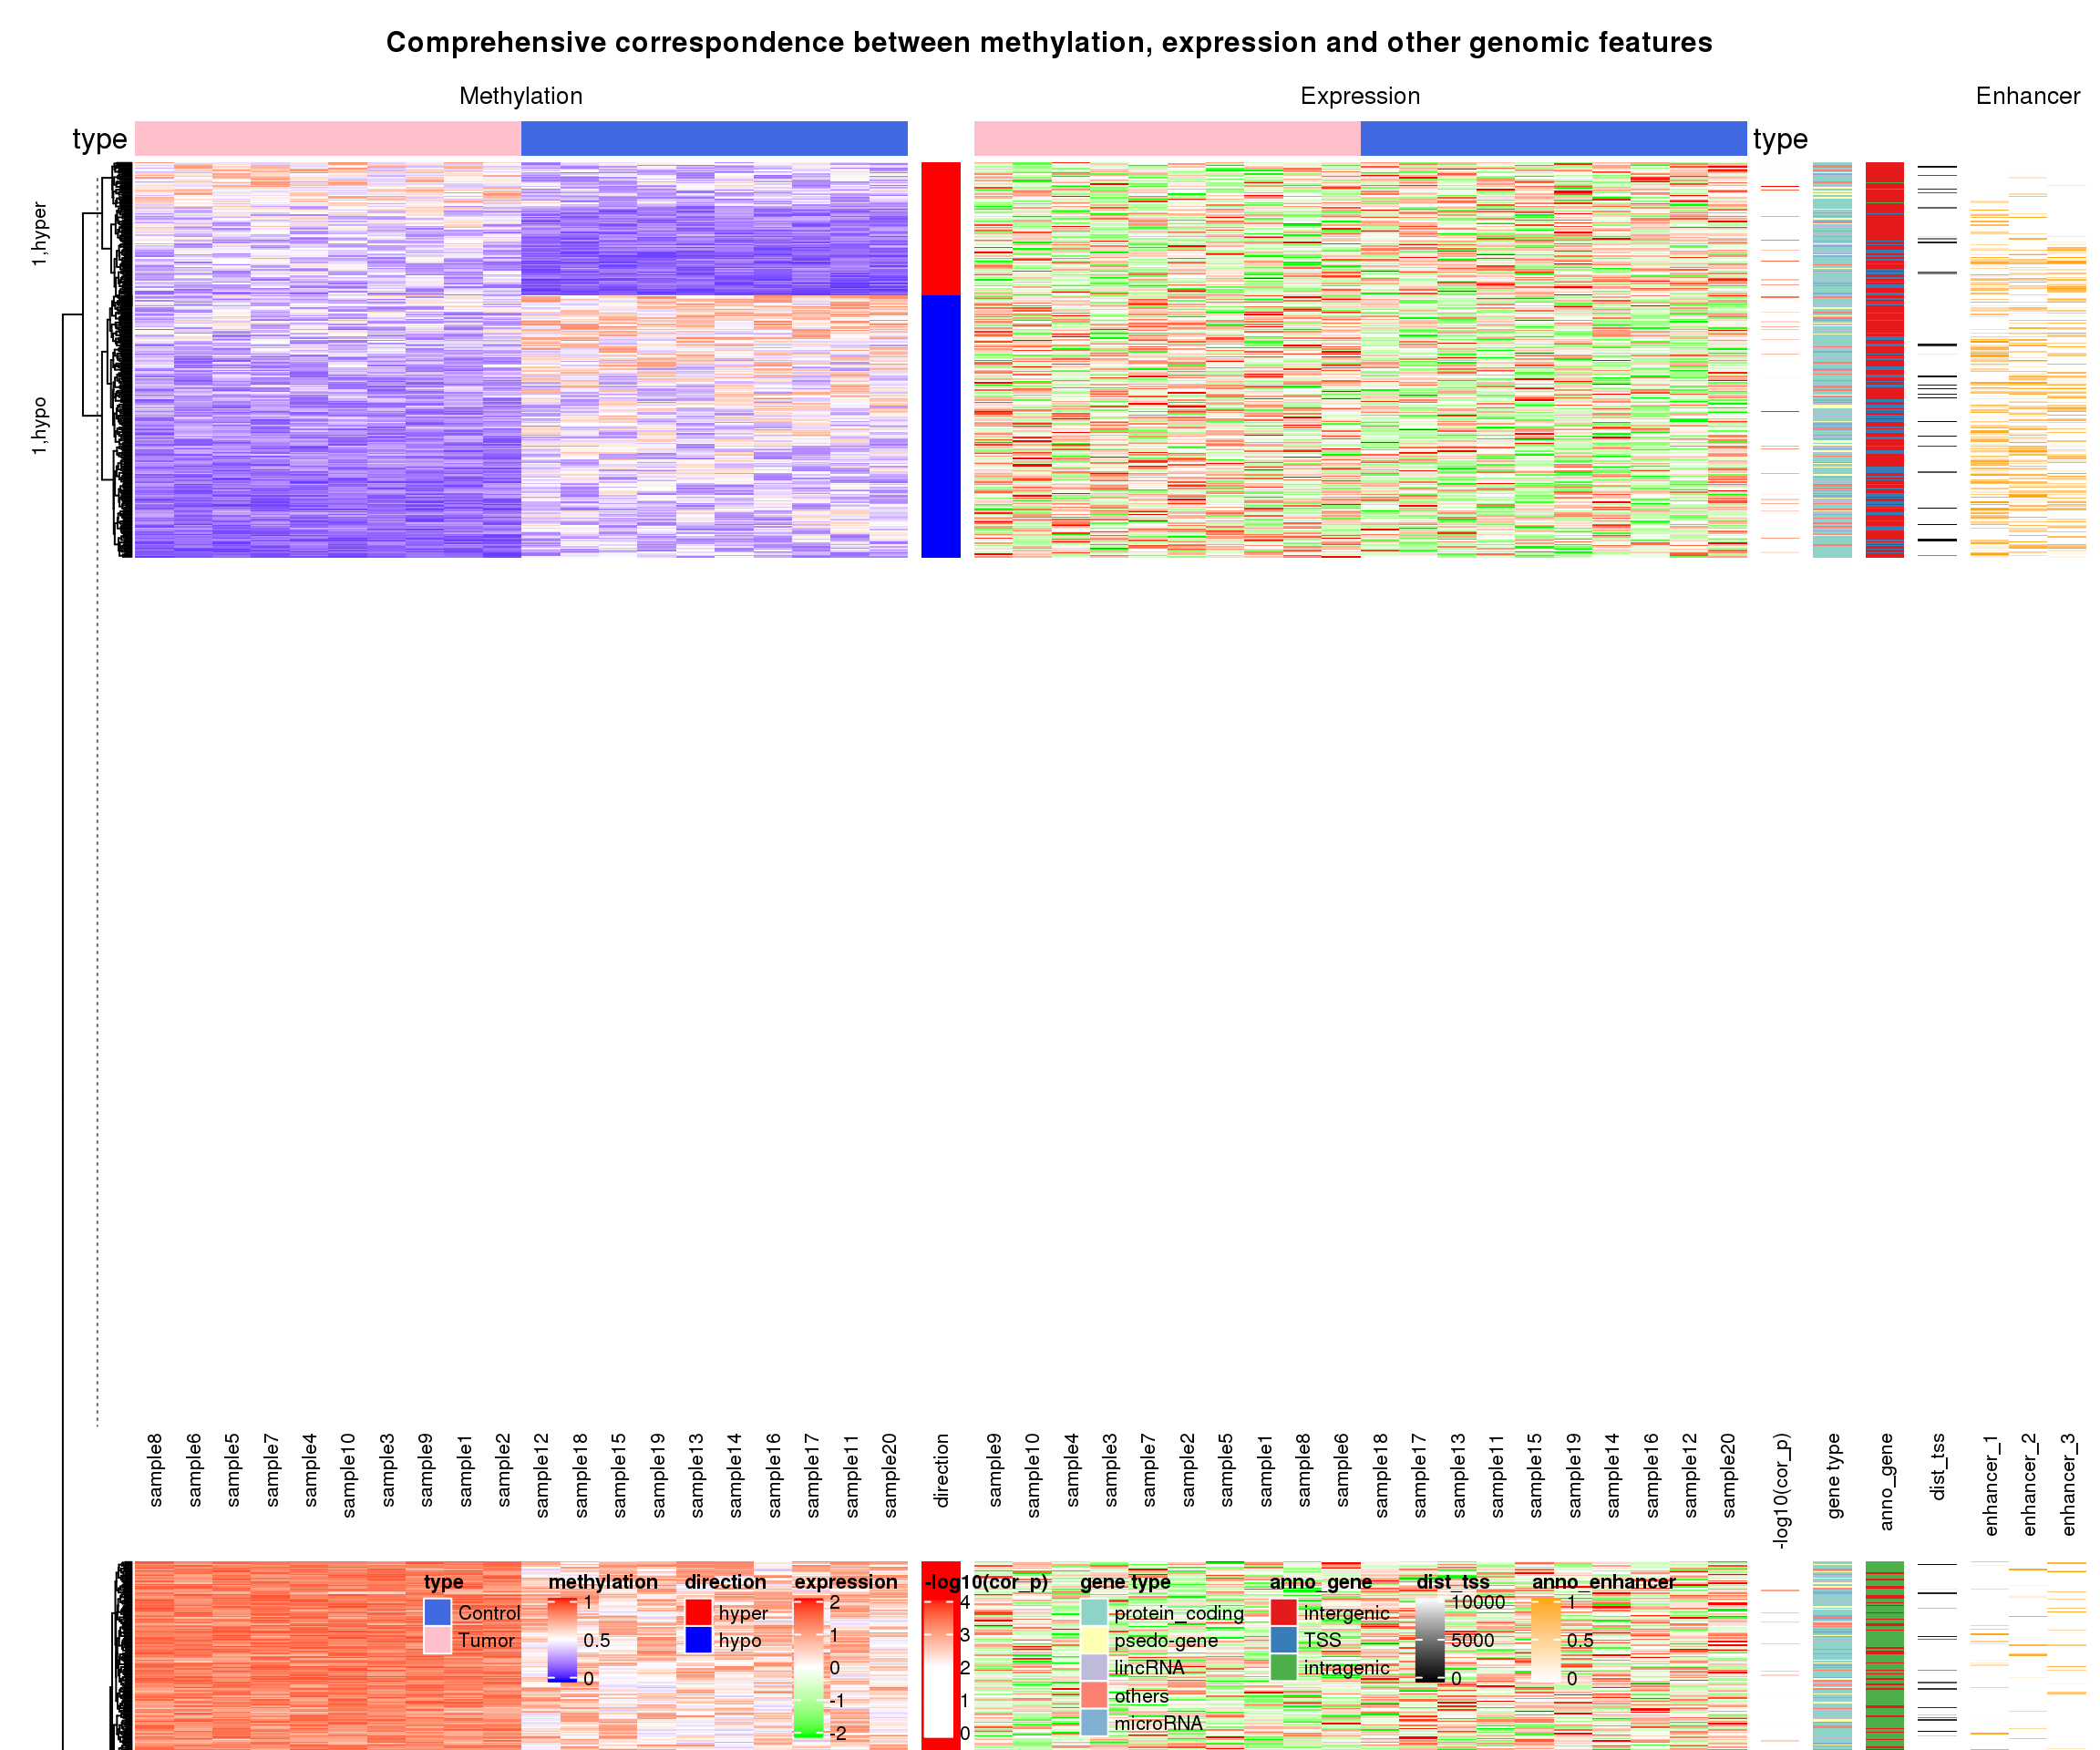 Comprehensive correspondence between methylation, expression and other genomic features
Methylation
Expression
Enhancer
type
type
1,hyper
1,hypo
sample8
sample6
sample5
sample7
sample4
sample10
sample3
sample9
sample1
sample2
sample12
sample18
sample15
sample19
sample13
sample14
sample16
sample17
sample11
sample20
direction
sample9
sample10
sample4
sample3
sample7
sample2
sample5
sample1
sample8
sample6
sample18
sample17
sample13
sample11
sample15
sample19
sample14
sample16
sample12
sample20
-log10(cor_p)
gene type
anno_gene
dist_tss
enhancer_1
enhancer_2
enhancer_3
type
Control
Tumor
methylation
1
0.5
0
direction
hyper
hypo
expression
2
1
0
-1
-2
-log10(cor_p)
4
3
2
1
0
gene type
protein_coding
psedo-gene
lincRNA
others
microRNA
anno_gene
intergenic
TSS
intragenic
dist_tss
10000
5000
0
anno_enhancer
1
0.5
0